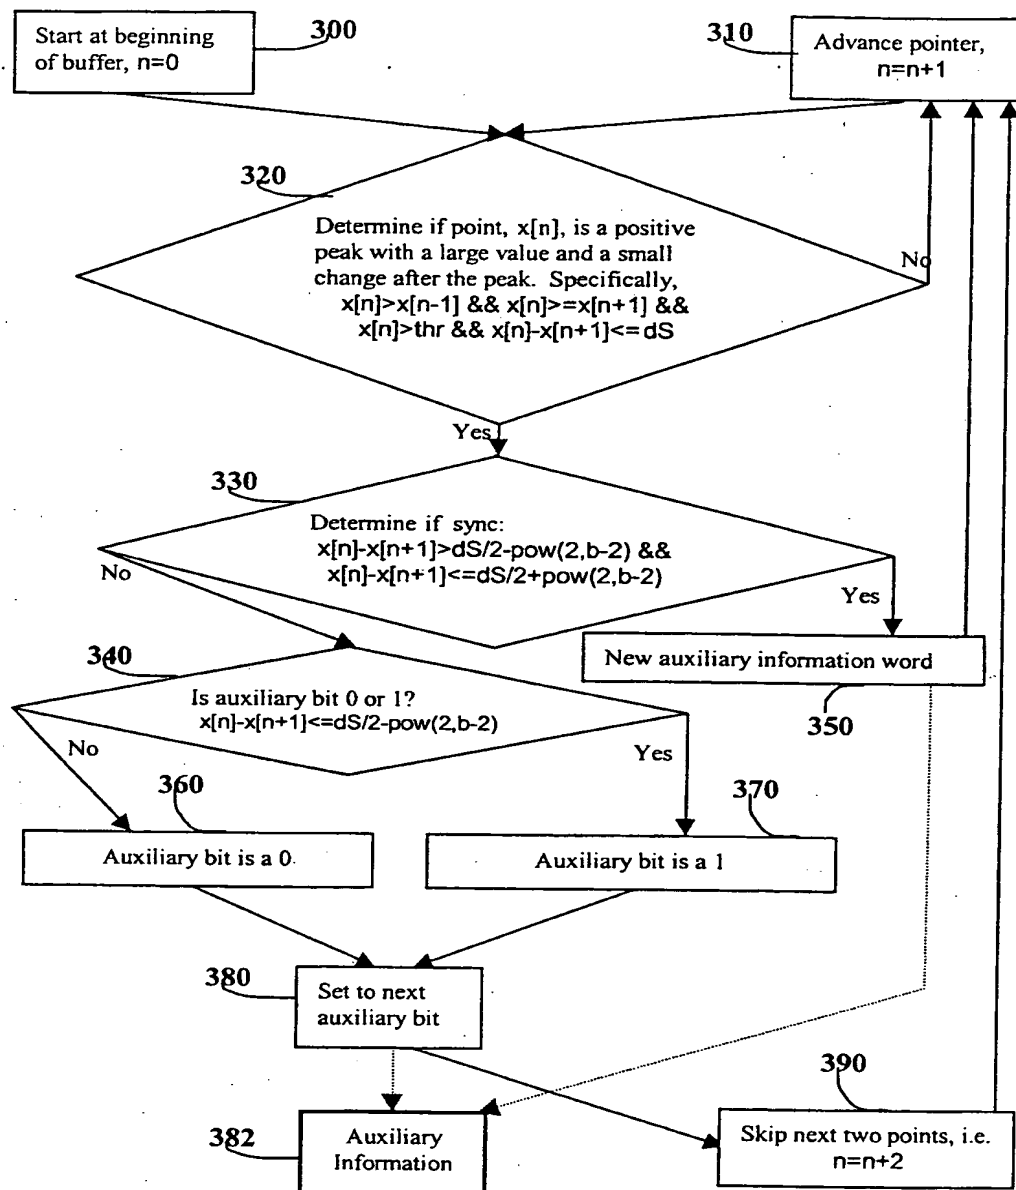 300
Start at beginning
of buffer, n=0
310
Advance pointer,
n=n+1
320
Determine if point, x[n], is a positive
peak with a large value and a small
change after the peak. Specifically,
x[n]>x[n-1] && x[n]>=x[n+1] &&
x[n]>thr && x[n]-x[n+1]<=dS
No
Yes
330
Determine if sync:
x[n]-x[n+1]>dS/2-pow(2,b-2) &&
x[n]-x[n+1]<=dS/2+pow(2,b-2)
No
Yes
340
Is auxiliary bit 0 or 1?
x[n]-x[n+1]<=dS/2-pow(2,b-2)
New auxiliary information word
350
No
Yes
360
370
Auxiliary bit is a 0
Auxiliary bit is a 1
380
Set to next
auxiliary bit
390
382
Auxiliary
Information
Skip next two points, i.e.
n=n+2